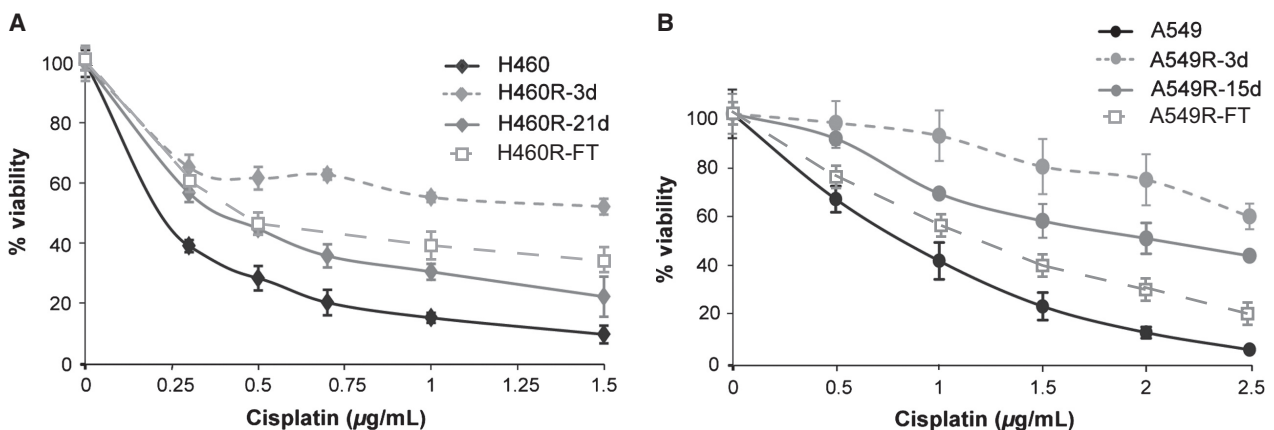 A
H460
H460R-3d
H460R-21d
H460R-FT
100
80
60
40
20
0
% viability
0 0.25 0.5 0.75 1 1.25 1.5
Cisplatin (µg/mL)
B
A549
A549R-3d
A549R-15d
A549R-FT
100
80
60
40
20
0
% viability
0 0.5 1 1.5 2 2.5
Cisplatin (µg/mL)